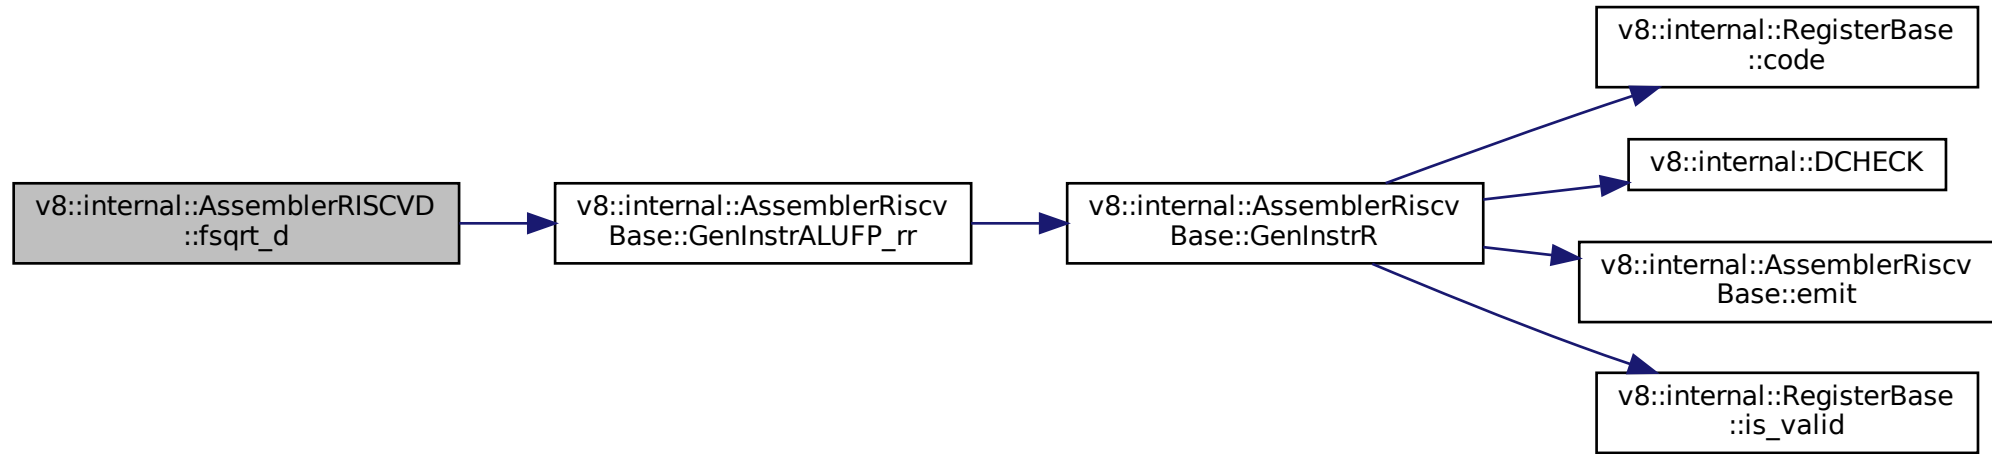 v8::internal::AssemblerRISCVD
::fsqrt_d
v8::internal::AssemblerRiscv
Base::GenInstrALUFP_rr
v8::internal::AssemblerRiscv
Base::GenInstrR
v8::internal::RegisterBase
::code
v8::internal::DCHECK
v8::internal::AssemblerRiscv
Base::emit
v8::internal::RegisterBase
::is_valid